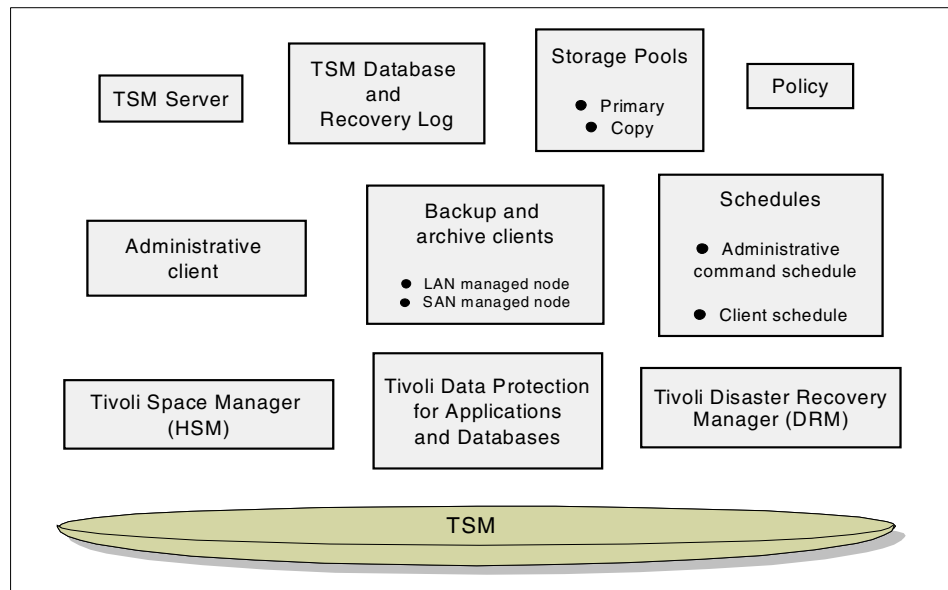 TSM Server
TSM Database
and
Recovery Log
Storage Pools
● Primary
● Copy
Policy
Administrative
client
Backup and
archive clients
● LAN managed node
● SAN managed node
Schedules
● Administrative
command schedule
● Client schedule
Tivoli Space Manager
(HSM)
Tivoli Data Protection
for Applications
and Databases
Tivoli Disaster Recovery
Manager (DRM)
TSM